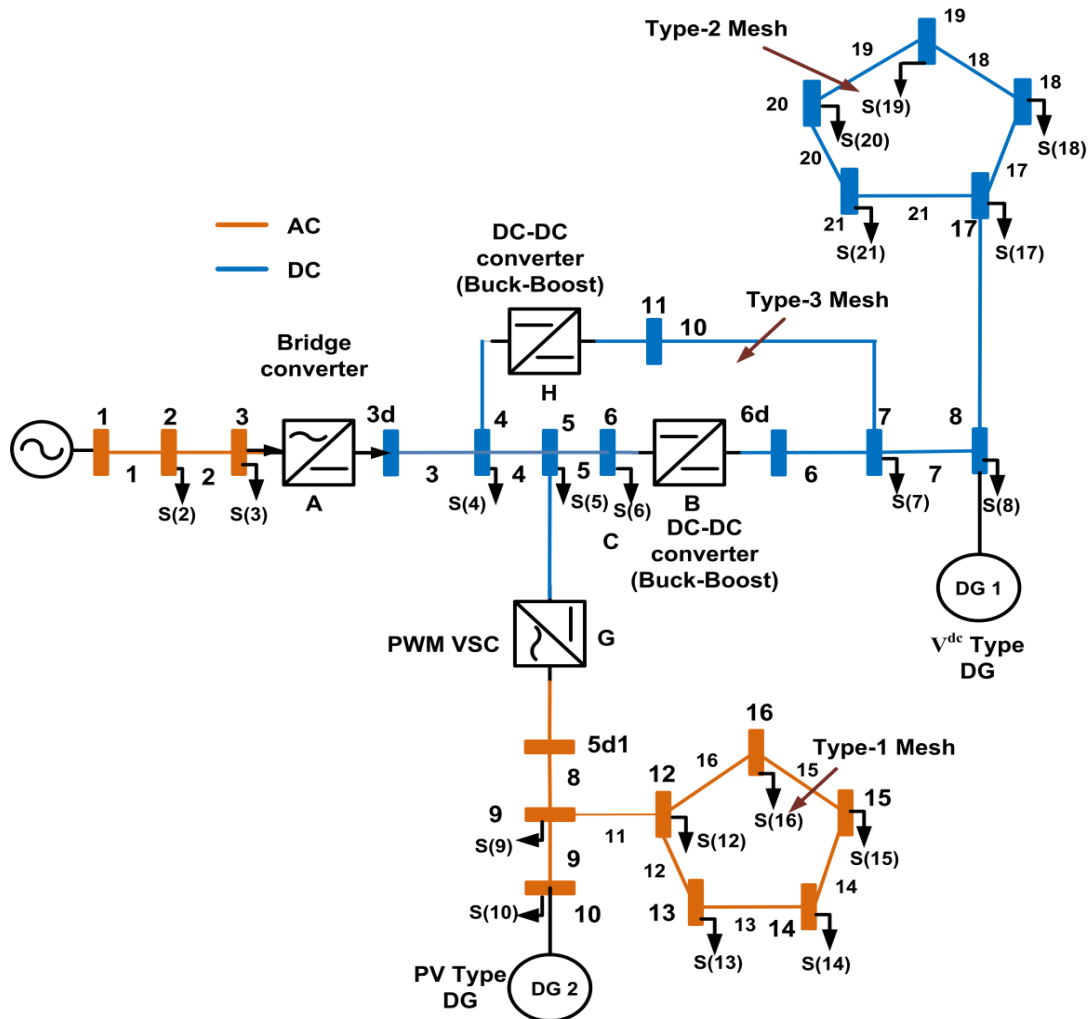 19
Type-2 Mesh
19
18
20
18
S(19)
S(20)
S(18)
20
17
21
21
17
S(21)
S(17)
AC
DC
DC-DC
converter
(Buck-Boost)
11
10
Type-3 Mesh
Bridge
converter
H
1
2
3
3d
4
5
6
6d
7
8
1
2
3
4
5
6
7
S(2)
S(3)
A
S(4)
S(5)
S(6)
B
S(7)
S(8)
C
DC-DC
converter
(Buck-Boost)
DG 1
PWM VSC
G
V^dc Type
DG
5d1
8
16
Type-1 Mesh
12
16
15
15
9
S(16)
S(9)
11
S(12)
S(15)
9
12
14
S(10)
10
13
13
14
S(13)
S(14)
PV Type
DG
DG 2